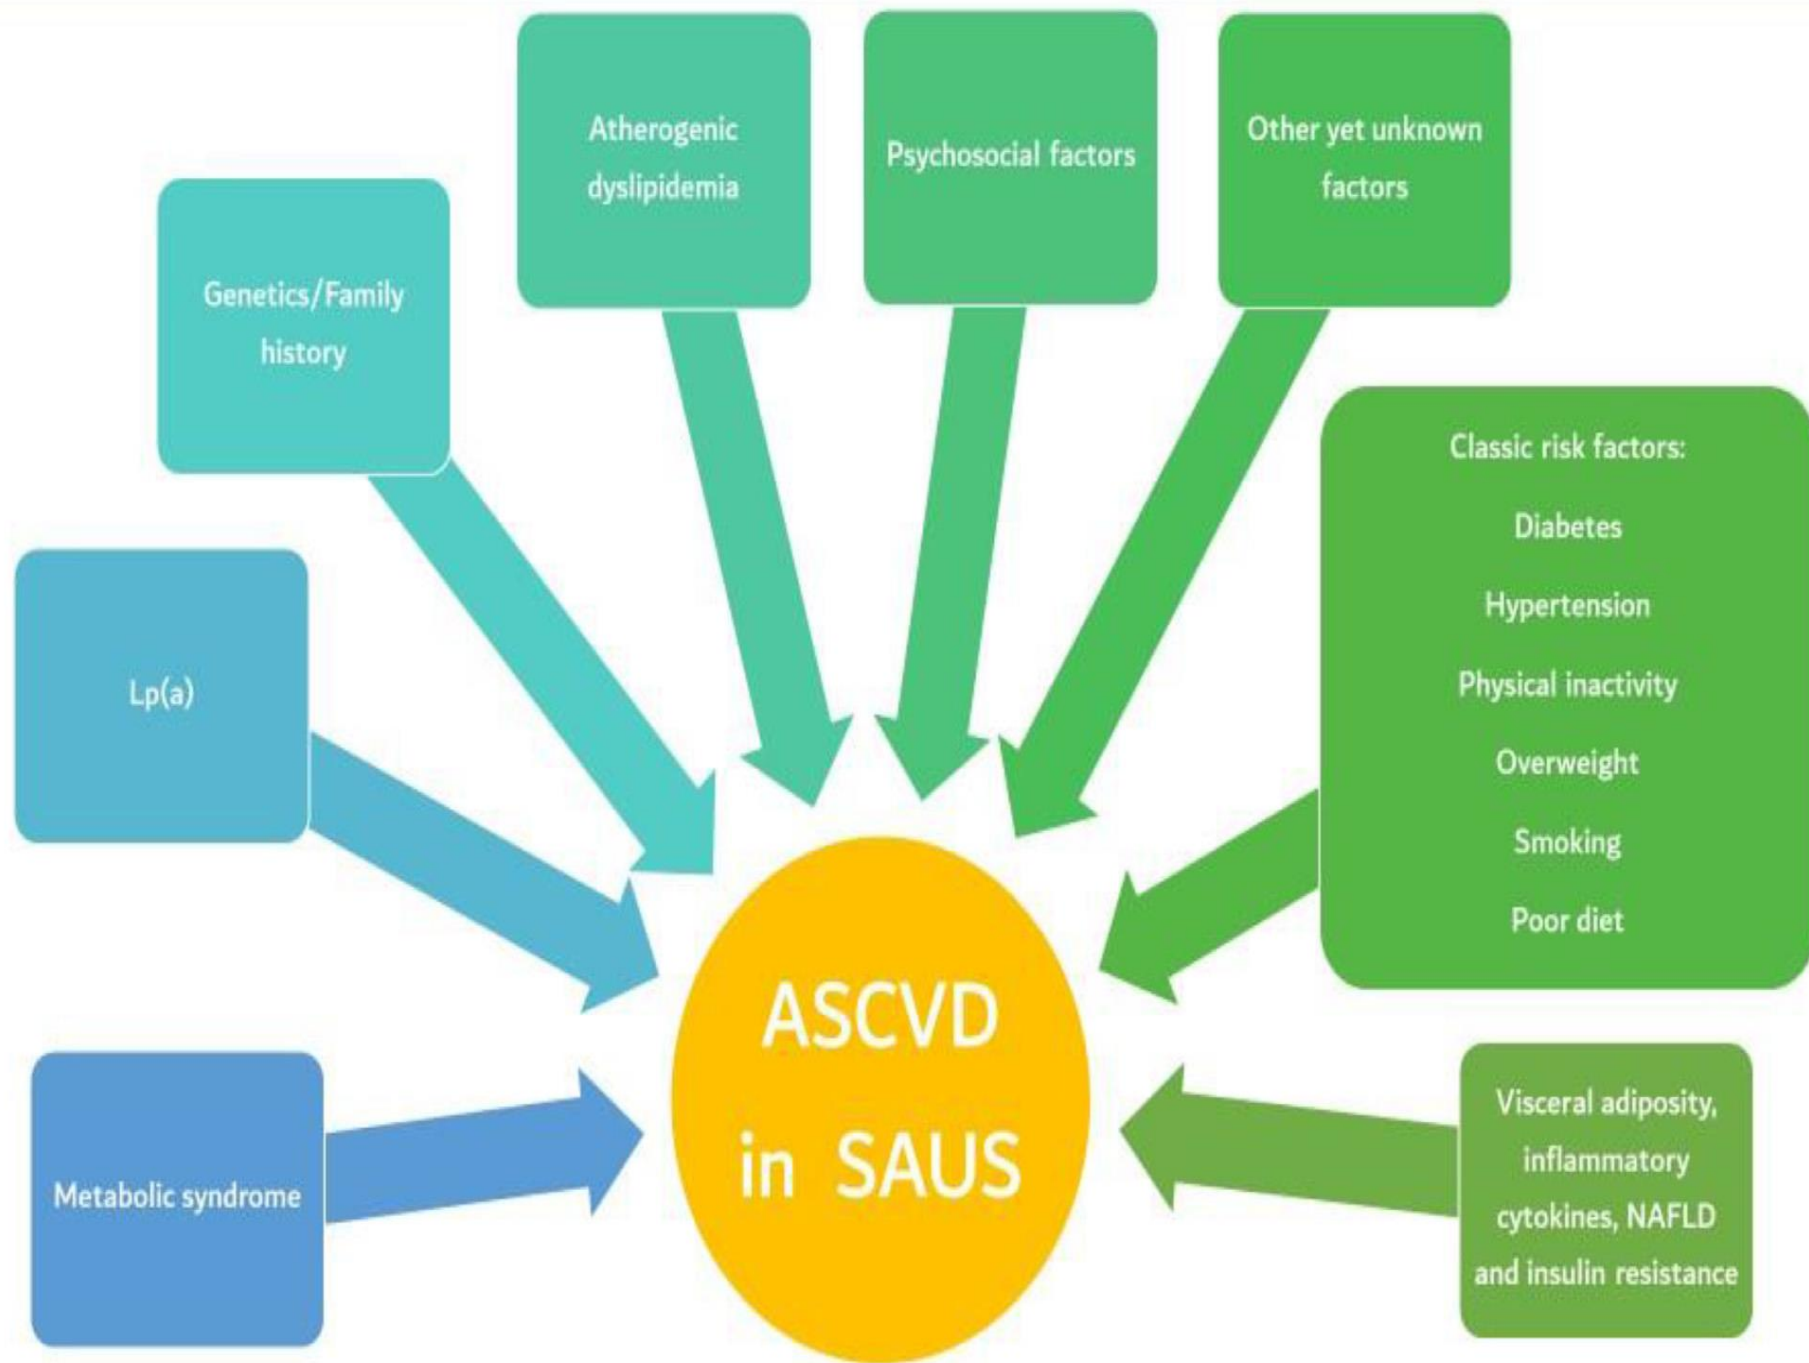 Atherogenic
dyslipidemia
Psychosocial factors
Other yet unknown
factors
Genetics/Family
history
Classic risk factors:
Diabetes
Hypertension
Physical inactivity
Overweight
Smoking
Poor diet
Lp(a)
ASCVD
in SAUS
Metabolic syndrome
Visceral adiposity,
inflammatory
cytokines, NAFLD
and insulin resistance